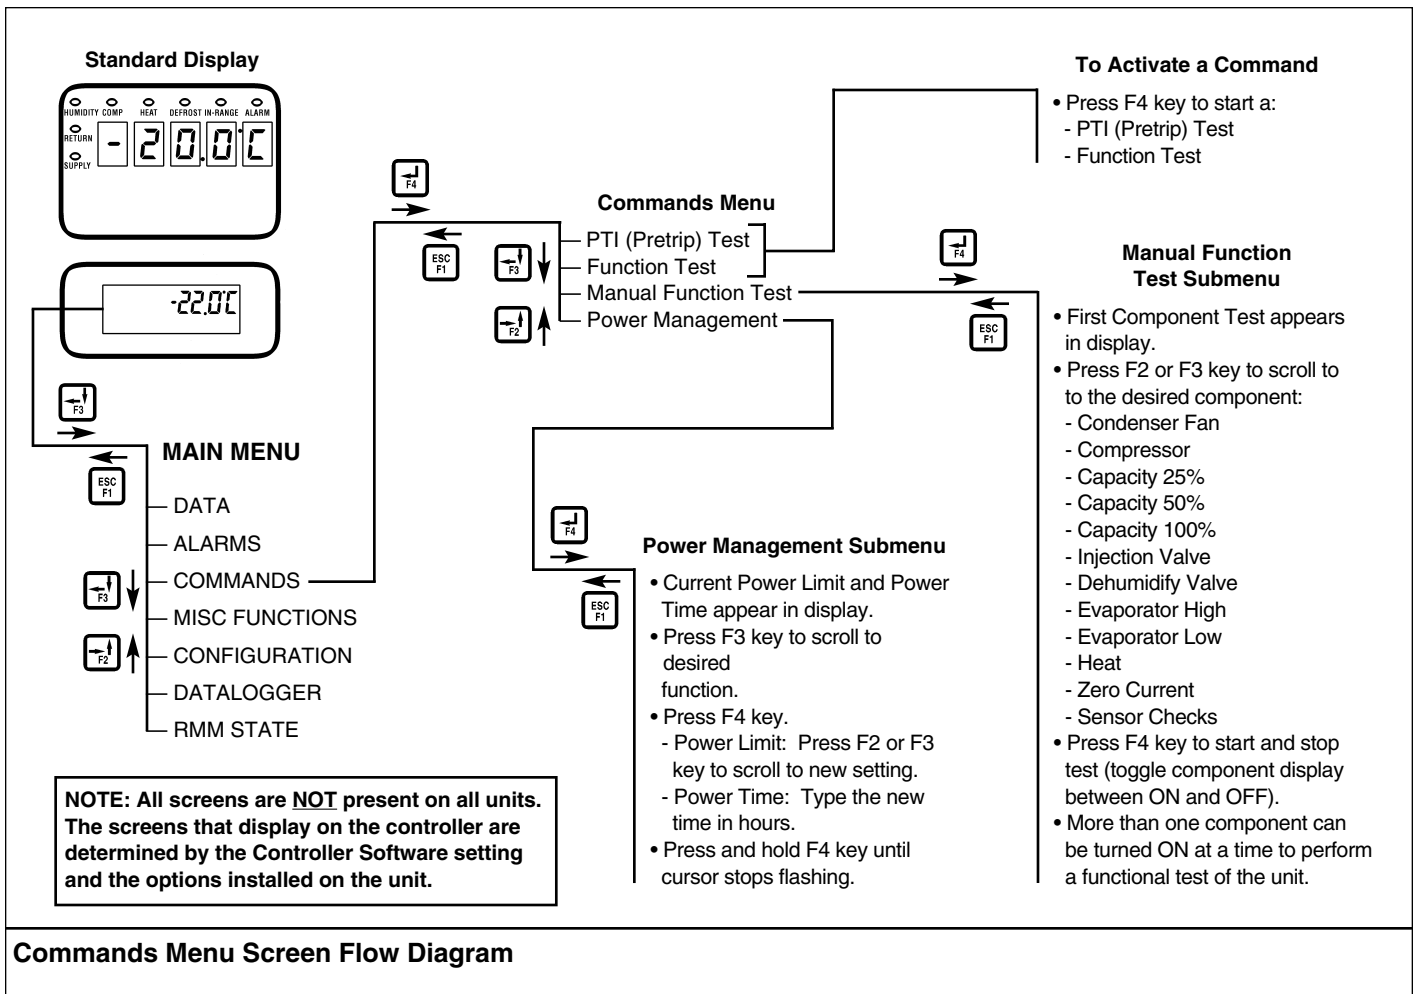 Standard Display
HUMIDITY COMP HEAT DEFROST IN-RANGE ALARM
RETURN
SUPPLY
-20.0°C
-22.0°C
F3
ESC
F1
MAIN MENU
DATA
ALARMS
COMMANDS
MISC FUNCTIONS
CONFIGURATION
DATALOGGER
RMM STATE
F3
F2
F4
ESC
F1
Commands Menu
PTI (Pretrip) Test
Function Test
Manual Function Test
Power Management
F3
F2
To Activate a Command
• Press F4 key to start a:
- PTI (Pretrip) Test
- Function Test
F4
ESC
F1
Manual Function
Test Submenu
• First Component Test appears
in display.
• Press F2 or F3 key to scroll to
to the desired component:
- Condenser Fan
- Compressor
- Capacity 25%
- Capacity 50%
- Capacity 100%
- Injection Valve
- Dehumidify Valve
- Evaporator High
- Evaporator Low
- Heat
- Zero Current
- Sensor Checks
• Press F4 key to start and stop
test (toggle component display
between ON and OFF).
• More than one component can
be turned ON at a time to perform
a functional test of the unit.
F4
ESC
F1
Power Management Submenu
• Current Power Limit and Power
Time appear in display.
• Press F3 key to scroll to
desired
function.
• Press F4 key.
- Power Limit: Press F2 or F3
key to scroll to new setting.
- Power Time: Type the new
time in hours.
• Press and hold F4 key until
cursor stops flashing.
NOTE: All screens are NOT present on all units.
The screens that display on the controller are
determined by the Controller Software setting
and the options installed on the unit.
Commands Menu Screen Flow Diagram